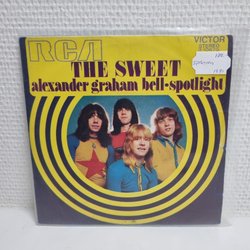 RCA VICTOR
THE SWEET
alexander graham bell-spotlight